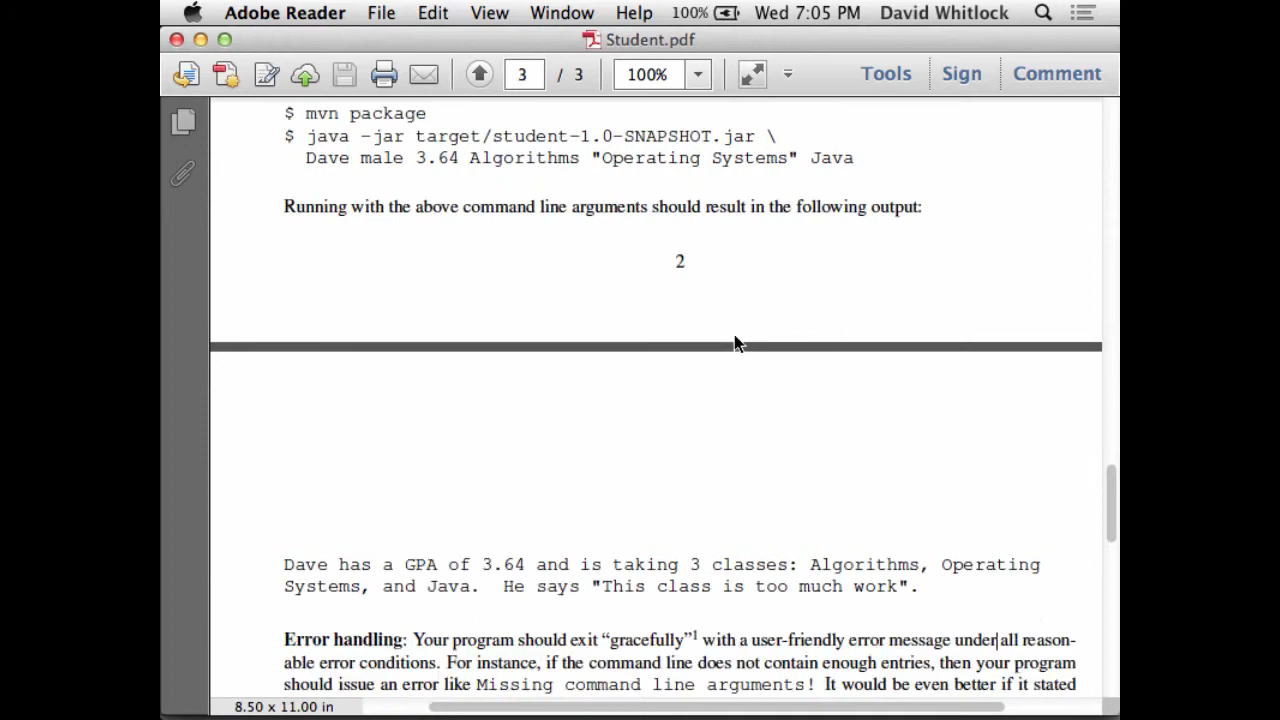 Adobe Reader File Edit View Window Help 100% Wed 7:05 PM David Whitlock
Student.pdf
3 / 3 100% Tools Sign Comment
$ mvn package
$ java -jar target/student-1.0-SNAPSHOT.jar \
Dave male 3.64 Algorithms "Operating Systems" Java
Running with the above command line arguments should result in the following output:
2
Dave has a GPA of 3.64 and is taking 3 classes: Algorithms, Operating
Systems, and Java. He says "This class is too much work".
Error handling: Your program should exit “gracefully”1 with a user-friendly error message under all reason-
able error conditions. For instance, if the command line does not contain enough entries, then your program
should issue an error like Missing command line arguments! It would be even better if it stated
8.50 x 11.00 in